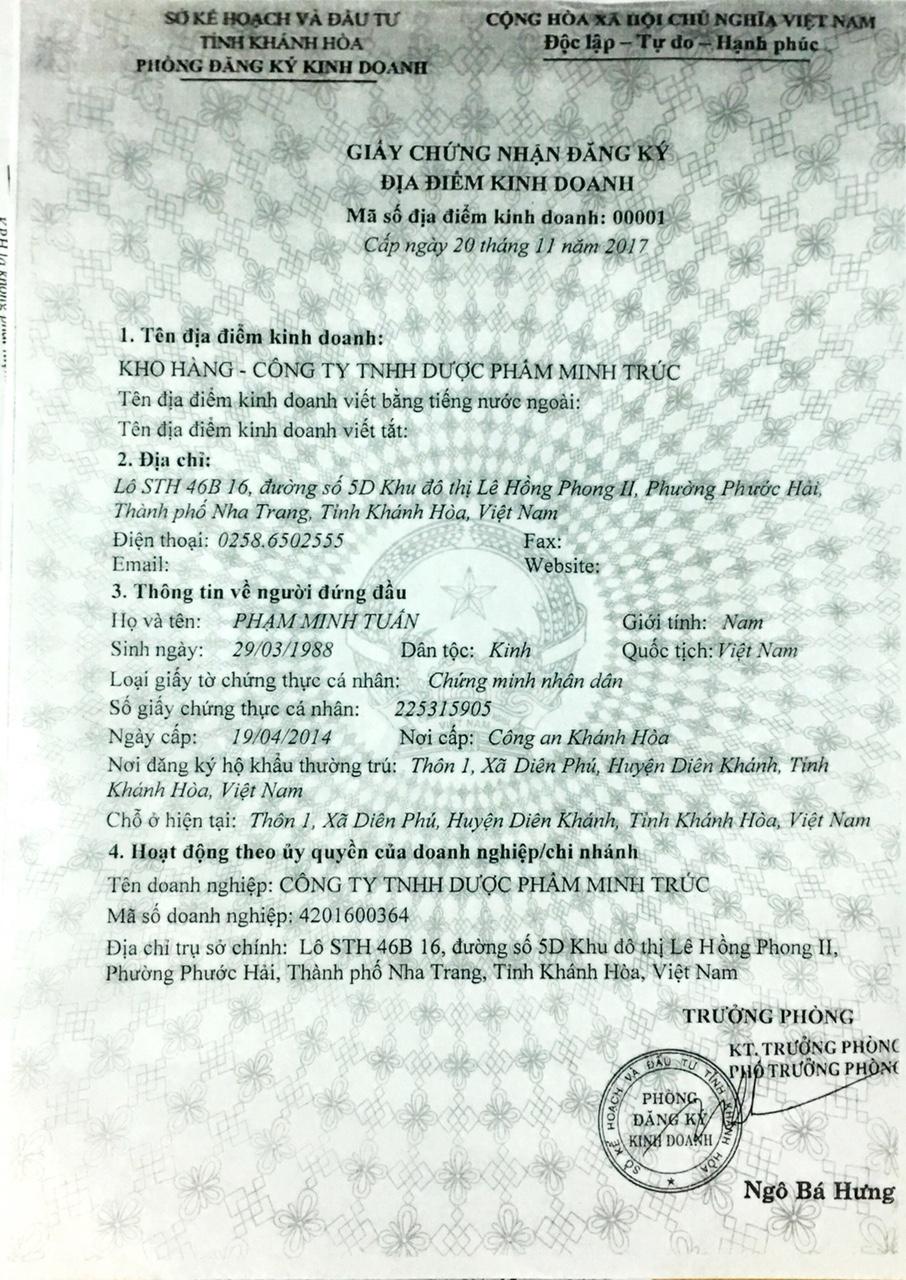 SỞ KẾ HOẠCH VÀ ĐẦU TƯ
TỈNH KHÁNH HÒA
PHÒNG ĐĂNG KÝ KINH DOANH
CỘNG HÒA XÃ HỘI CHỦ NGHĨA VIỆT NAM
Độc lập – Tự do – Hạnh phúc
GIẤY CHỨNG NHẬN ĐĂNG KÝ
ĐỊA ĐIỂM KINH DOANH
Mã số địa điểm kinh doanh: 00001
Cấp ngày 20 tháng 11 năm 2017
1. Tên địa điểm kinh doanh:
KHO HÀNG - CÔNG TY TNHH DƯỢC PHẨM MINH TRÚC
Tên địa điểm kinh doanh viết bằng tiếng nước ngoài:
Tên địa điểm kinh doanh viết tắt:
2. Địa chỉ:
Lô STH 46B 16, đường số 5D Khu đô thị Lê Hồng Phong II, Phường Phước Hải,
Thành phố Nha Trang, Tỉnh Khánh Hòa, Việt Nam
Điện thoại: 0258.6502555 Fax:
Email: Website:
3. Thông tin về người đứng đầu
Họ và tên: PHẠM MINH TUẤN Giới tính: Nam
Sinh ngày: 29/03/1988 Dân tộc: Kinh Quốc tịch: Việt Nam
Loại giấy tờ chứng thực cá nhân: Chứng minh nhân dân
Số giấy chứng thực cá nhân: 225315905
Ngày cấp: 19/04/2014 Nơi cấp: Công an Khánh Hòa
Nơi đăng ký hộ khẩu thường trú: Thôn 1, Xã Diên Phú, Huyện Diên Khánh, Tỉnh
Khánh Hòa, Việt Nam
Chỗ ở hiện tại: Thôn 1, Xã Diên Phú, Huyện Diên Khánh, Tỉnh Khánh Hòa, Việt Nam
4. Hoạt động theo ủy quyền của doanh nghiệp/chi nhánh
Tên doanh nghiệp: CÔNG TY TNHH DƯỢC PHẨM MINH TRÚC
Mã số doanh nghiệp: 4201600364
Địa chỉ trụ sở chính: Lô STH 46B 16, đường số 5D Khu đô thị Lê Hồng Phong II,
Phường Phước Hải, Thành phố Nha Trang, Tỉnh Khánh Hòa, Việt Nam
TRƯỞNG PHÒNG
KT. TRƯỞNG PHÒNG
PHÓ TRƯỞNG PHÒNG
SỞ KẾ HOẠCH VÀ ĐẦU TƯ TỈNH KHÁNH HÒA
PHÒNG
ĐĂNG KÝ
KINH DOANH
Ngô Bá Hưng